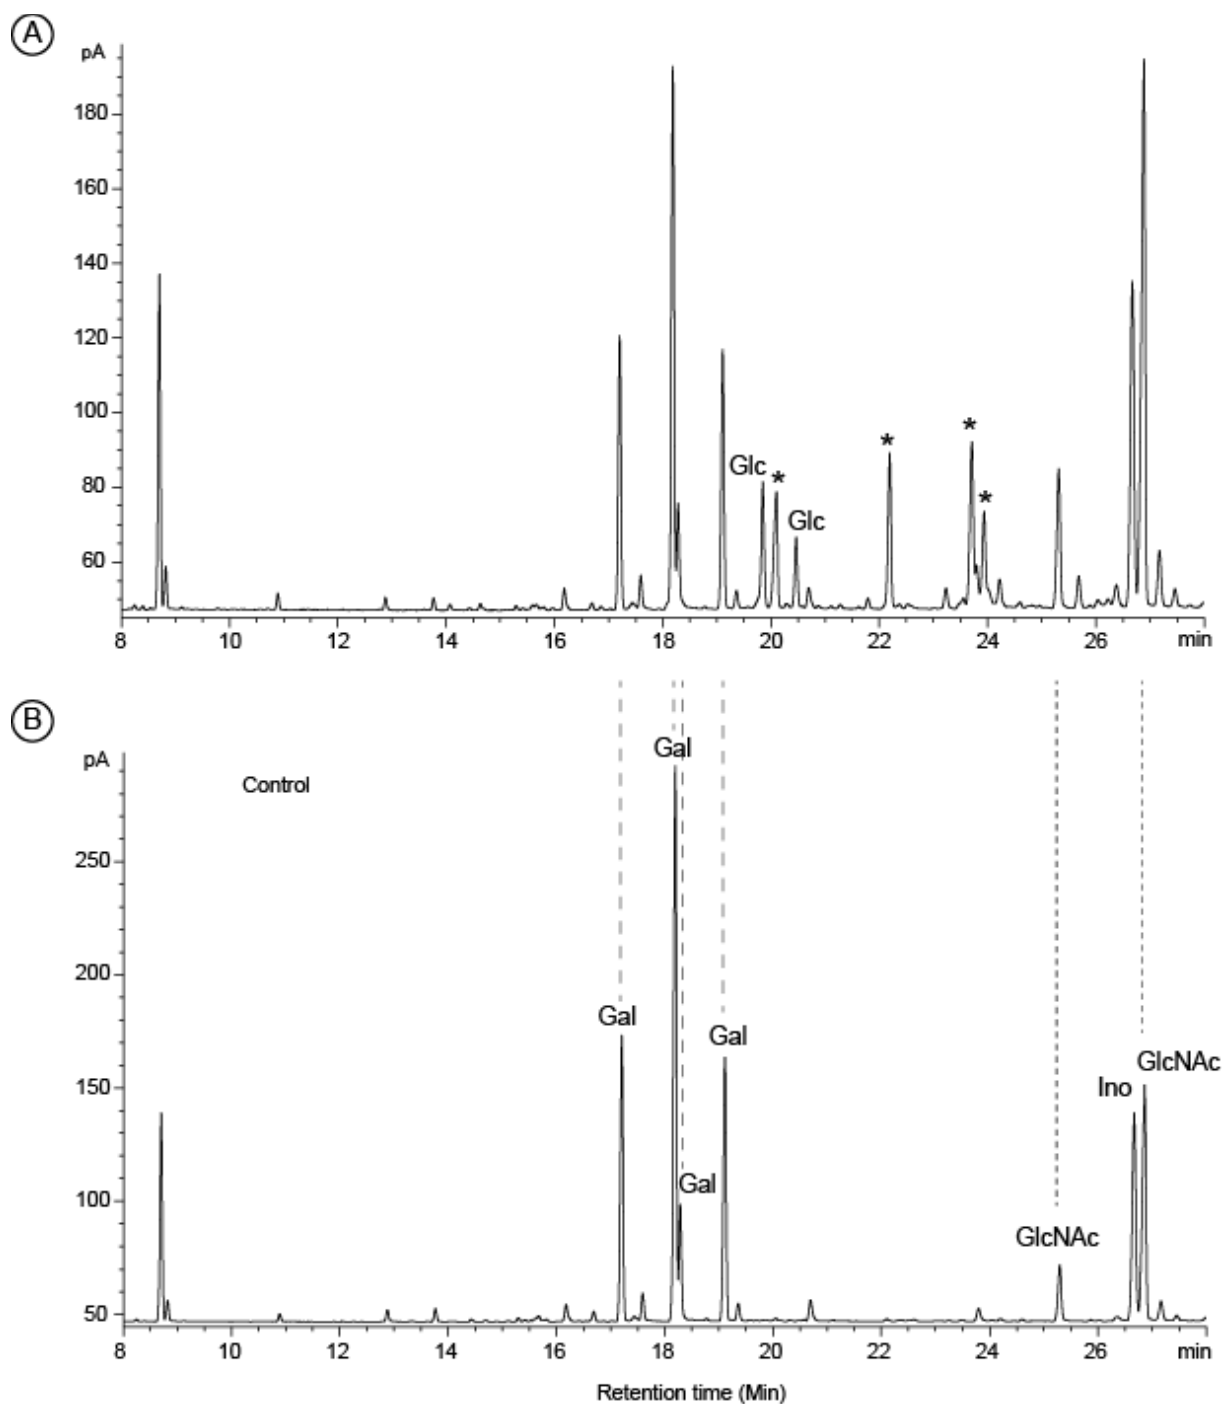 A
pA
180
160
140
120
100
80
60
Glc
*
Glc
*
*
*
8 10 12 14 16 18 20 22 24 26 min
B
pA
Control
250
200
150
100
50
Gal
Gal
Gal
Gal
GlcNAc
Ino
GlcNAc
8 10 12 14 16 18 20 22 24 26 min
Retention time (Min)